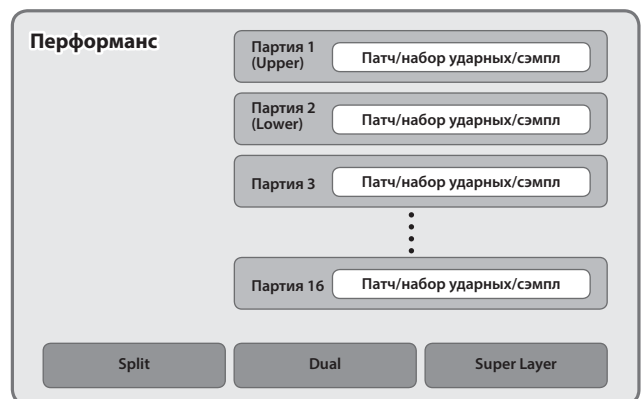 Перформанс
Партия 1
(Upper)
Патч/набор ударных/сэмпл
Партия 2
(Lower)
Патч/набор ударных/сэмпл
Партия 3
Патч/набор ударных/сэмпл
Партия 16
Патч/набор ударных/сэмпл
Split
Dual
Super Layer